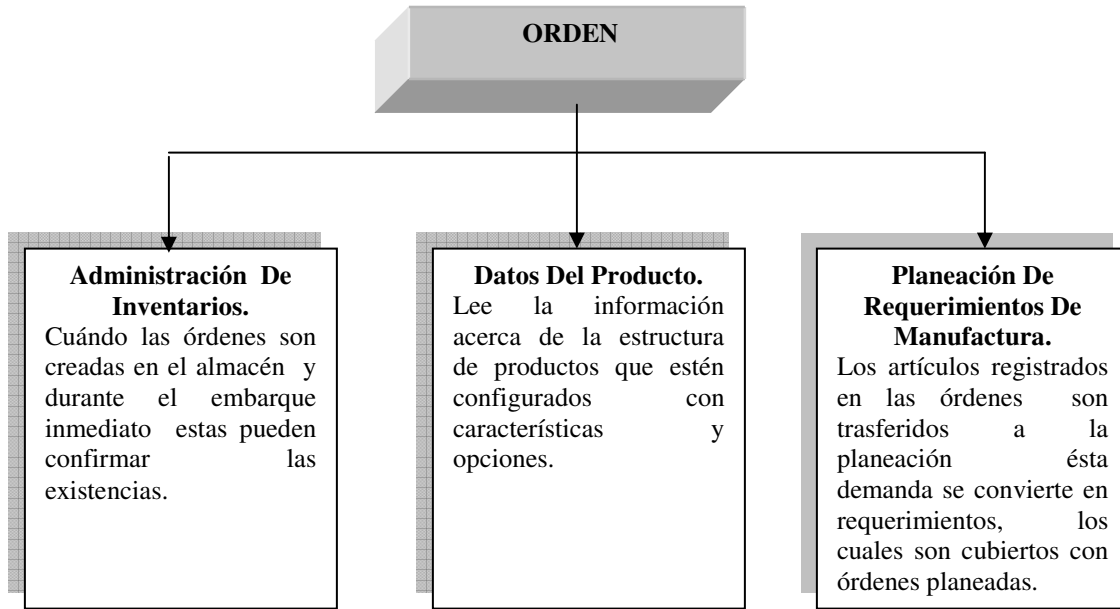 ORDEN
Administración De
Inventarios.
Cuándo las órdenes son
creadas en el almacén y
durante el embarque
inmediato estas pueden
confirmar las
existencias.
Datos Del Producto.
Lee la información
acerca de la estructura
de productos que estén
configurados con
características y
opciones.
Planeación De
Requerimientos De
Manufactura.
Los artículos registrados
en las órdenes son
trasferidos a la
planeación ésta
demanda se convierte en
requerimientos, los
cuales son cubiertos con
órdenes planeadas.